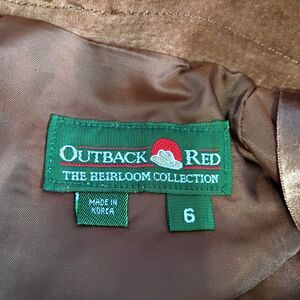 OUTBACK RED
THE HEIRLOOM COLLECTION
MADE IN
KOREA
6